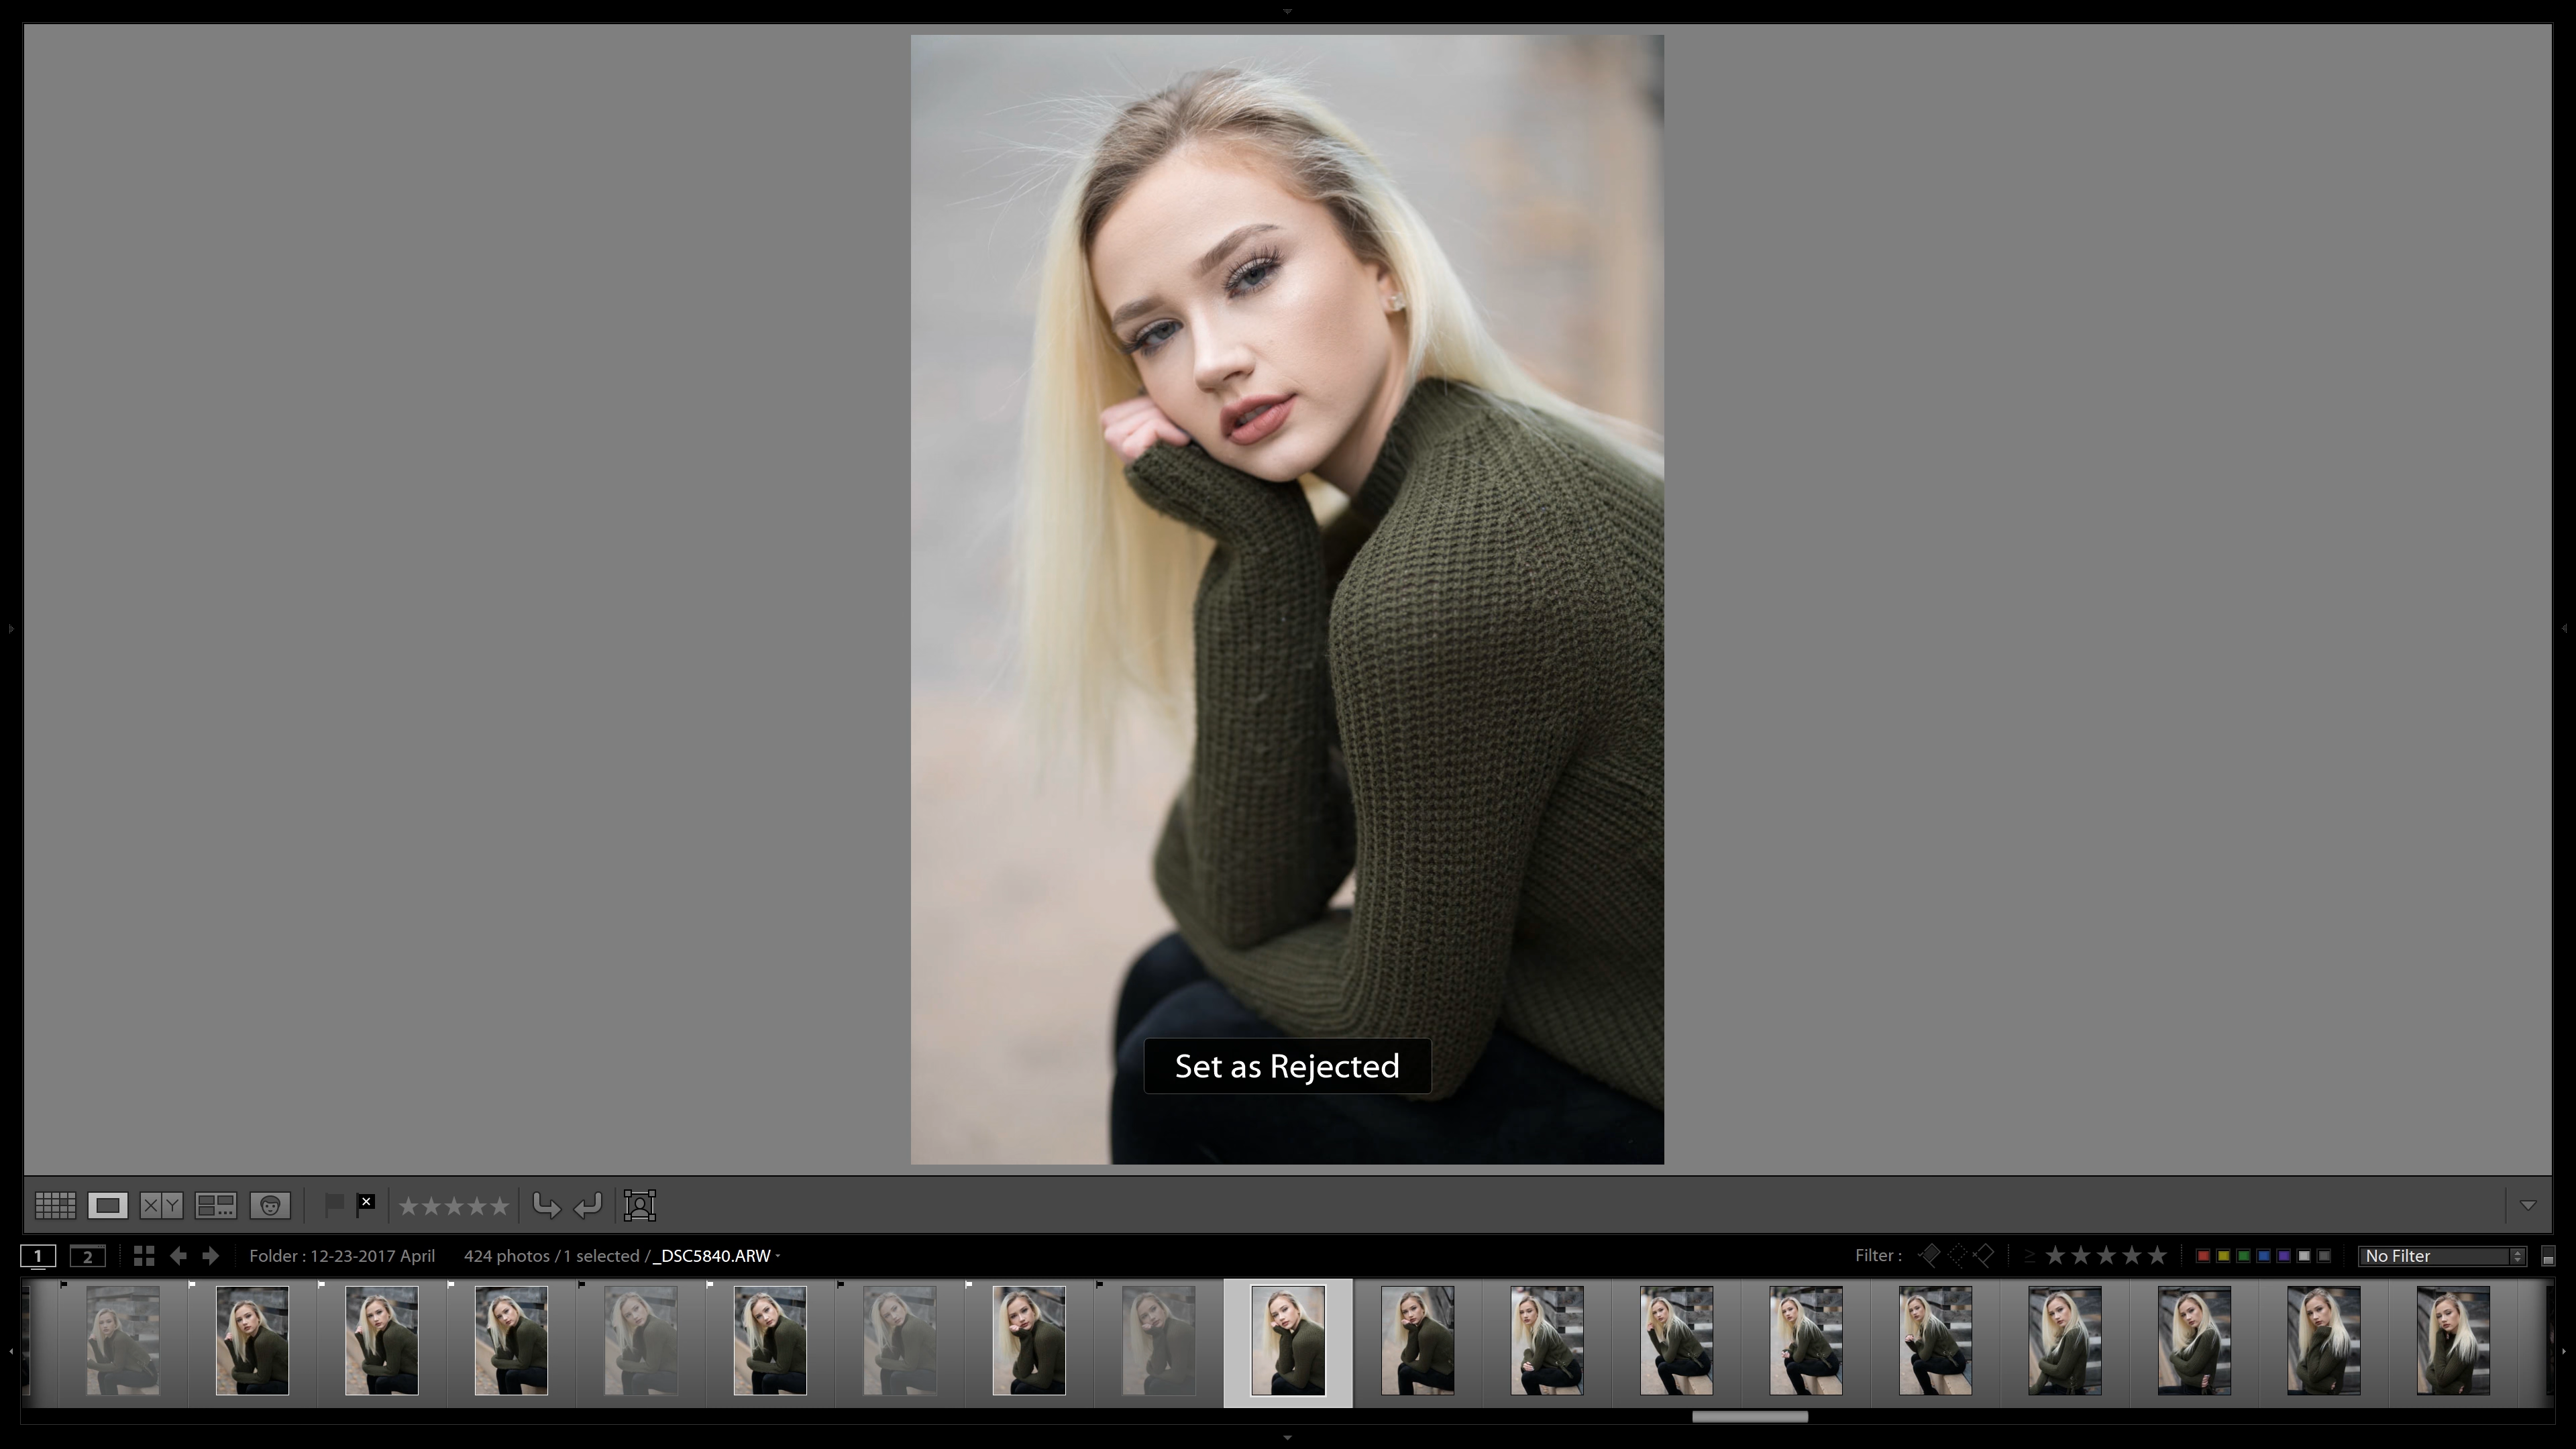 Set as Rejected
X Y
1 2 Folder : 12-23-2017 April 424 photos / 1 selected / _DSC5840.ARW Filter : ≥ No Filter